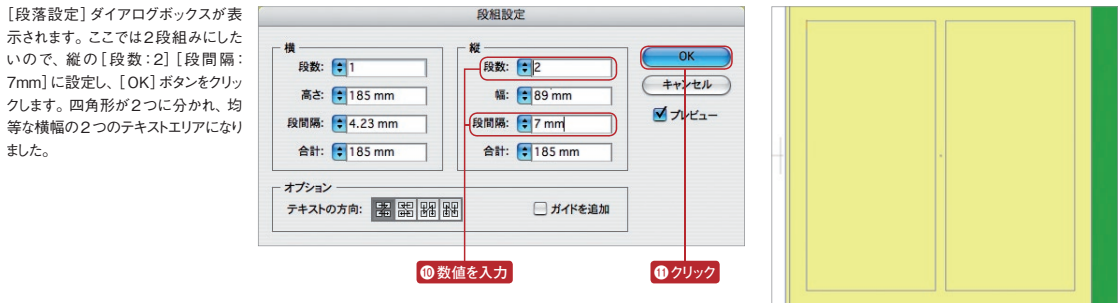 [段落設定]ダイアログボックスが表
示されます。ここでは2段組みにした
いので、縦の[段数:2][段間隔:
7mm]に設定し、[OK]ボタンをクリッ
クします。四角形が2つに分かれ、均
等な横幅の2つのテキストエリアになり
ました。
段組設定
横
段数: 1
高さ: 185 mm
段間隔: 4.23 mm
合計: 185 mm
縦
段数: 2
幅: 89 mm
段間隔: 7 mm
合計: 185 mm
OK
キャンセル
プレビュー
オプション
テキストの方向:
ガイドを追加
⑩数値を入力
⑪クリック